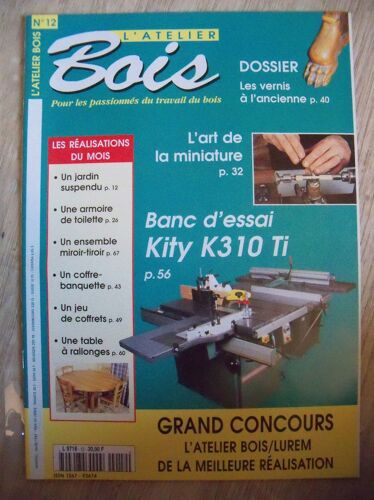 N°12
L'ATELIER BOIS
L'ATELIER
Bois
Pour les passionnés du travail du bois
DOSSIER
Les vernis
à l'ancienne p. 40
L'art de
la miniature
p. 32
LES RÉALISATIONS
DU MOIS
• Un jardin
suspendu p. 12
• Une armoire
de toilette p. 26
• Un ensemble
miroir-tiroir p. 67
• Un coffre-
banquette p. 43
• Un jeu
de coffrets p. 49
• Une table
à rallonges p. 60
Banc d'essai
Kity K310 Ti
p. 56
GRAND CONCOURS
L'ATELIER BOIS/LUREM
DE LA MEILLEURE RÉALISATION